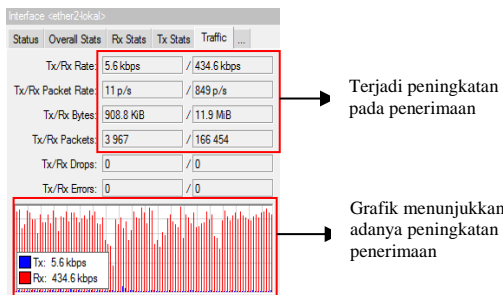 Interface <ether2-lokal>
Status Overall Stats Rx Stats Tx Stats Traffic ...
Tx/Rx Rate: 5.6 kbps / 434.6 kbps
Tx/Rx Packet Rate: 11 p/s / 849 p/s
Tx/Rx Bytes: 908.8 KiB / 11.9 MiB
Tx/Rx Packets: 3 967 / 166 454
Tx/Rx Drops: 0 / 0
Tx/Rx Errors: 0 / 0
Tx: 5.6 kbps
Rx: 434.6 kbps
Terjadi peningkatan
pada penerimaan
Grafik menunjukkan
adanya peningkatan
penerimaan